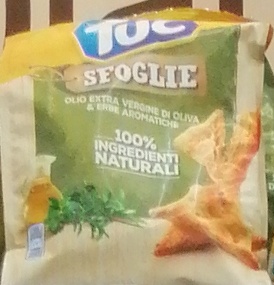 TUC
SFOGLIE
OLIO EXTRA VERGINE DI OLIVA
& ERBE AROMATICHE
100%
INGREDIENTI
NATURALI